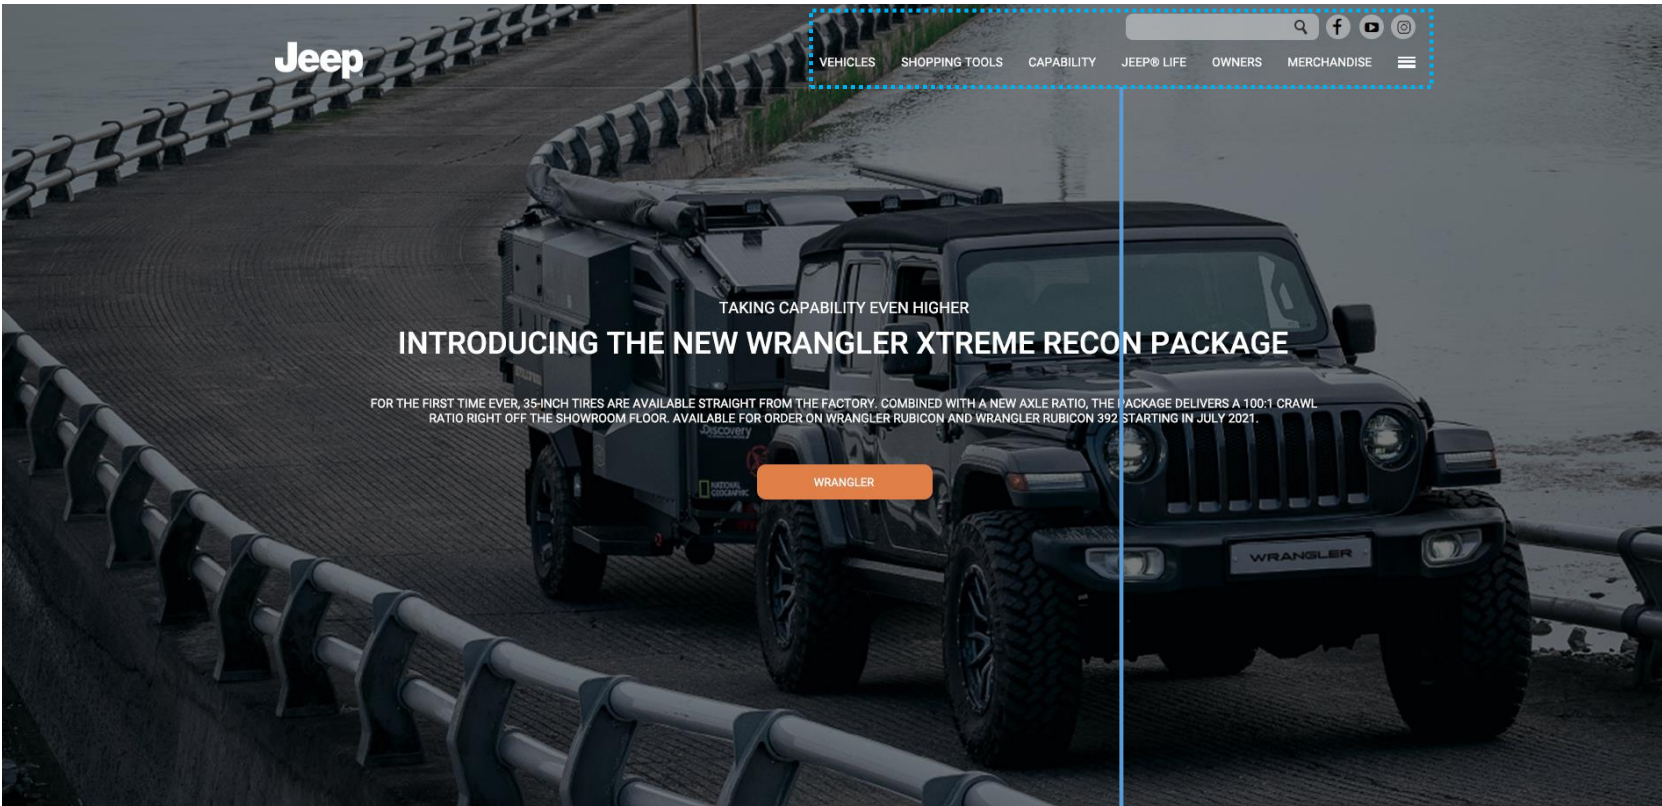 Jeep
VEHICLES SHOPPING TOOLS CAPABILITY JEEP® LIFE OWNERS MERCHANDISE
TAKING CAPABILITY EVEN HIGHER
INTRODUCING THE NEW WRANGLER XTREME RECON PACKAGE
FOR THE FIRST TIME EVER, 35-INCH TIRES ARE AVAILABLE STRAIGHT FROM THE FACTORY. COMBINED WITH A NEW AXLE RATIO, THE PACKAGE DELIVERS A 100:1 CRAWL
RATIO RIGHT OFF THE SHOWROOM FLOOR. AVAILABLE FOR ORDER ON WRANGLER RUBICON AND WRANGLER RUBICON 392 STARTING IN JULY 2021.
Discovery
NATIONAL
GEOGRAPHIC
WRANGLER
WRANGLER